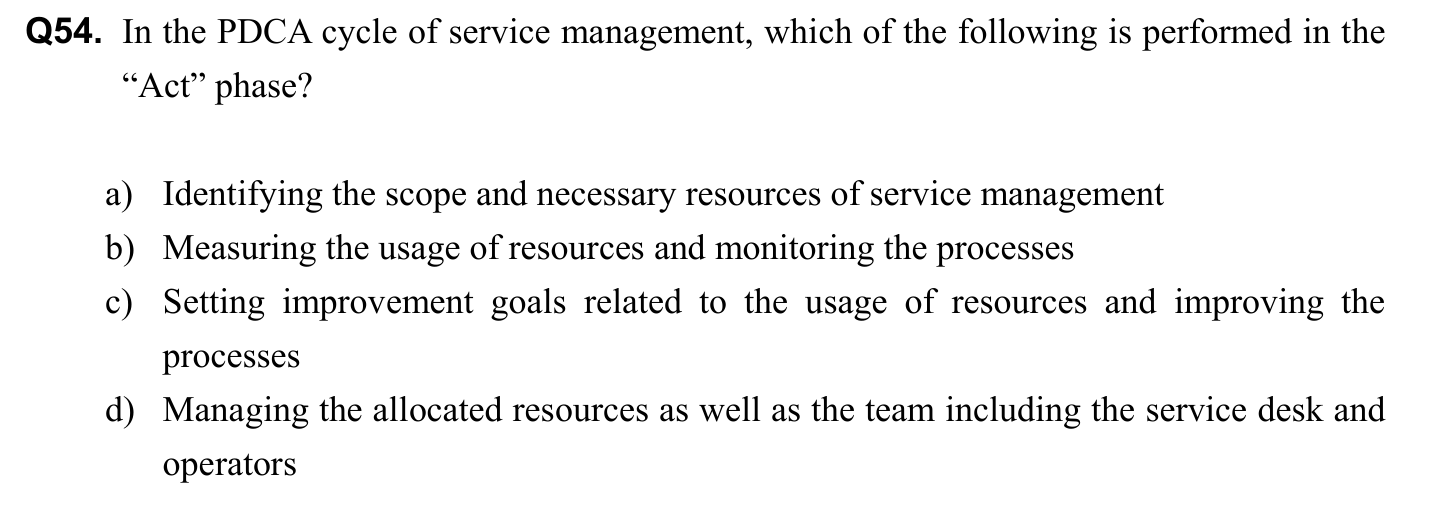 Q54. In the PDCA cycle of service management, which of the following is performed in the
“Act” phase?
a) Identifying the scope and necessary resources of service management
b) Measuring the usage of resources and monitoring the processes
c) Setting improvement goals related to the usage of resources and improving the
processes
d) Managing the allocated resources as well as the team including the service desk and
operators